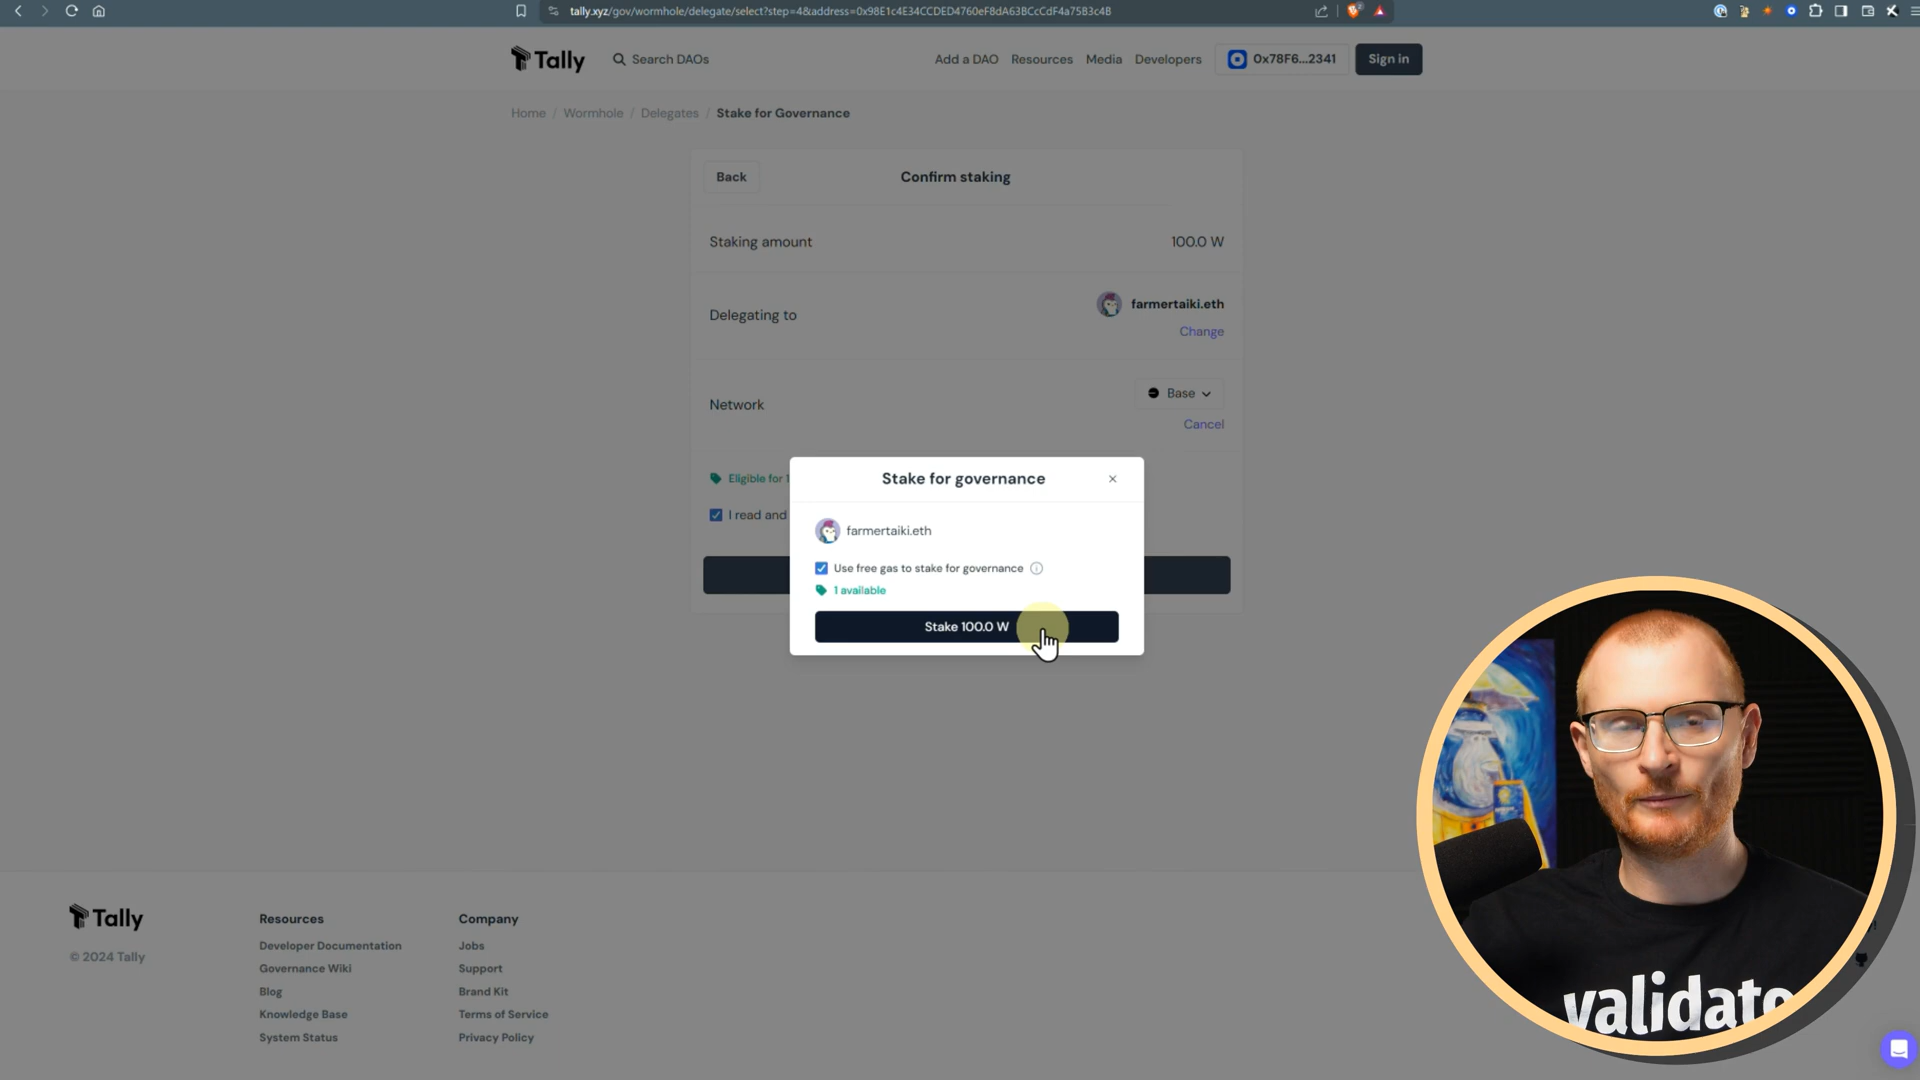 tally.xyz/gov/wormhole/delegate/select?step=4&address=0x98E1c4E34CCDED4760eF8dA63BCcCdF4a7583c4B
Tally
Search DAOs
Add a DAO
Resources
Media
Developers
0x78F6...2341
Sign in
Home / Wormhole / Delegates / Stake for Governance
Back
Confirm staking
Staking amount
100.0 W
Delegating to
farmertaiki.eth
Change
Network
Base
Cancel
Eligible for 1
I read and
Stake for governance
farmertaiki.eth
Use free gas to stake for governance
1 available
Stake 100.0 W
Tally
© 2024 Tally
Resources
Developer Documentation
Governance Wiki
Blog
Knowledge Base
System Status
Company
Jobs
Support
Brand Kit
Terms of Service
Privacy Policy
validato